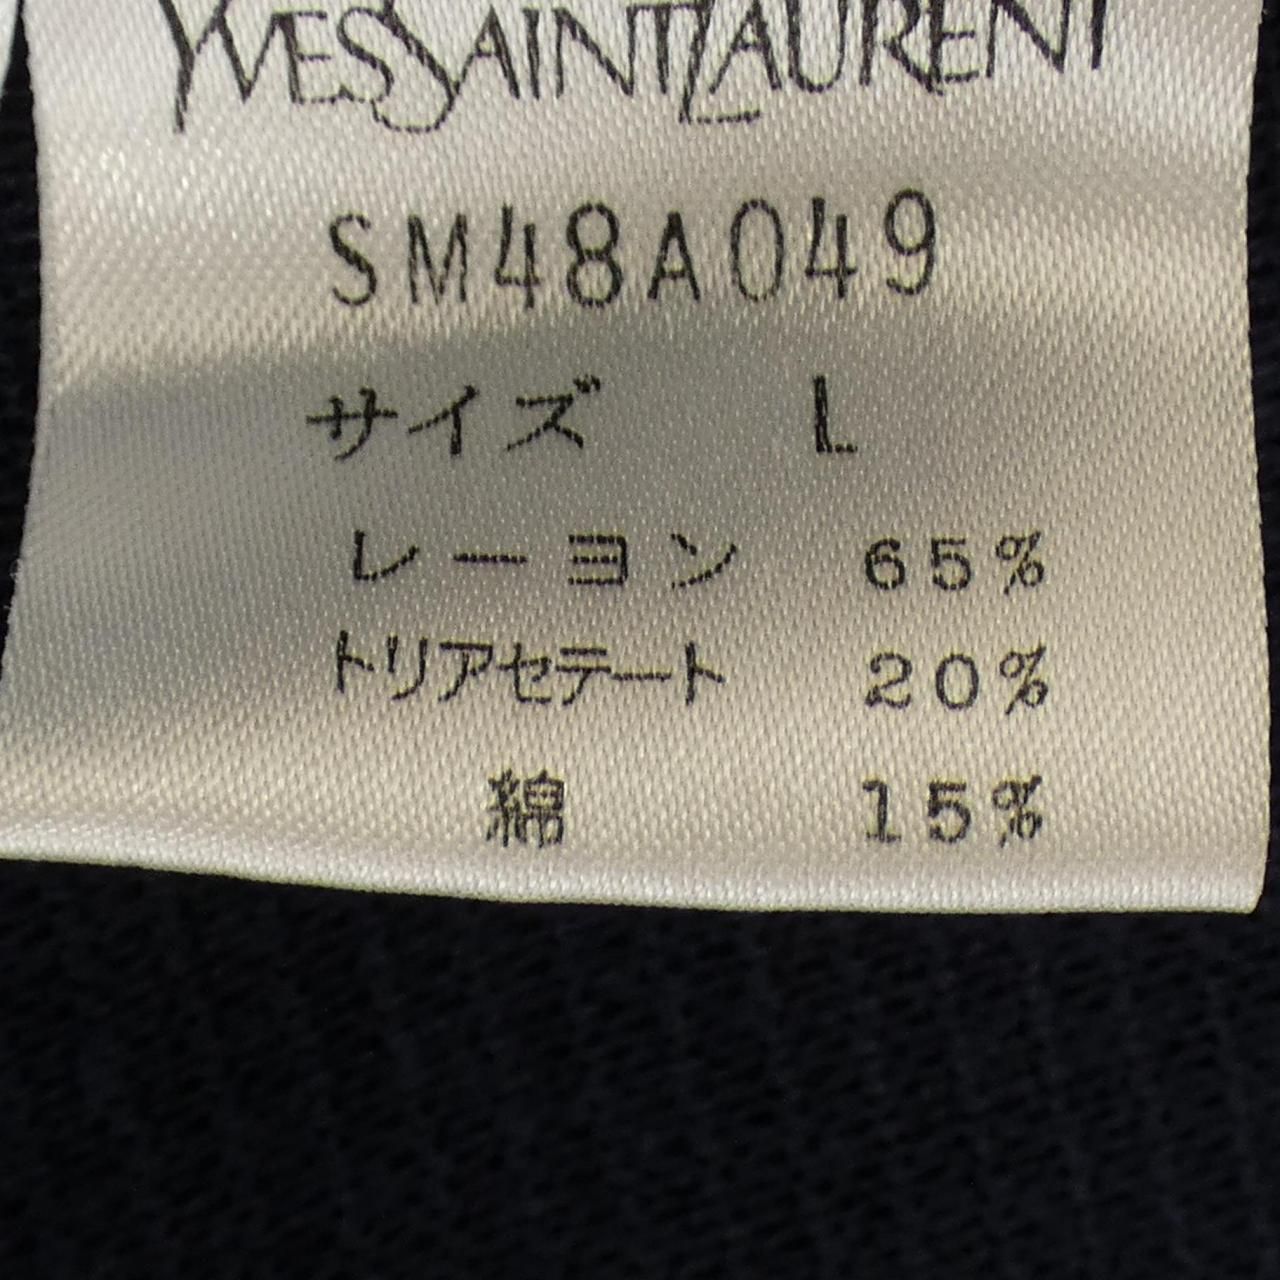 YVESSAINTLAURENT
SM48A049
サイズ L
レーヨン 65%
トリアセテート 20%
綿 15%